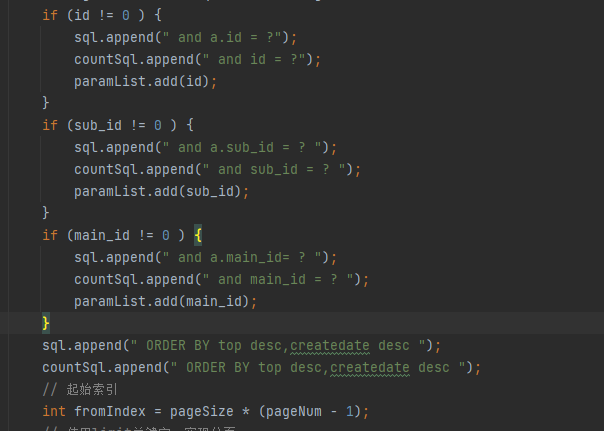 if (id != 0 ) {
sql.append(" and a.id = ?");
countSql.append(" and id = ?");
paramList.add(id);
}
if (sub_id != 0 ) {
sql.append(" and a.sub_id = ? ");
countSql.append(" and sub_id = ? ");
paramList.add(sub_id);
}
if (main_id != 0 ) {
sql.append(" and a.main_id= ? ");
countSql.append(" and main_id = ? ");
paramList.add(main_id);
}
sql.append(" ORDER BY top desc,createdate desc ");
countSql.append(" ORDER BY top desc,createdate desc ");
// 起始索引
int fromIndex = pageSize * (pageNum - 1);